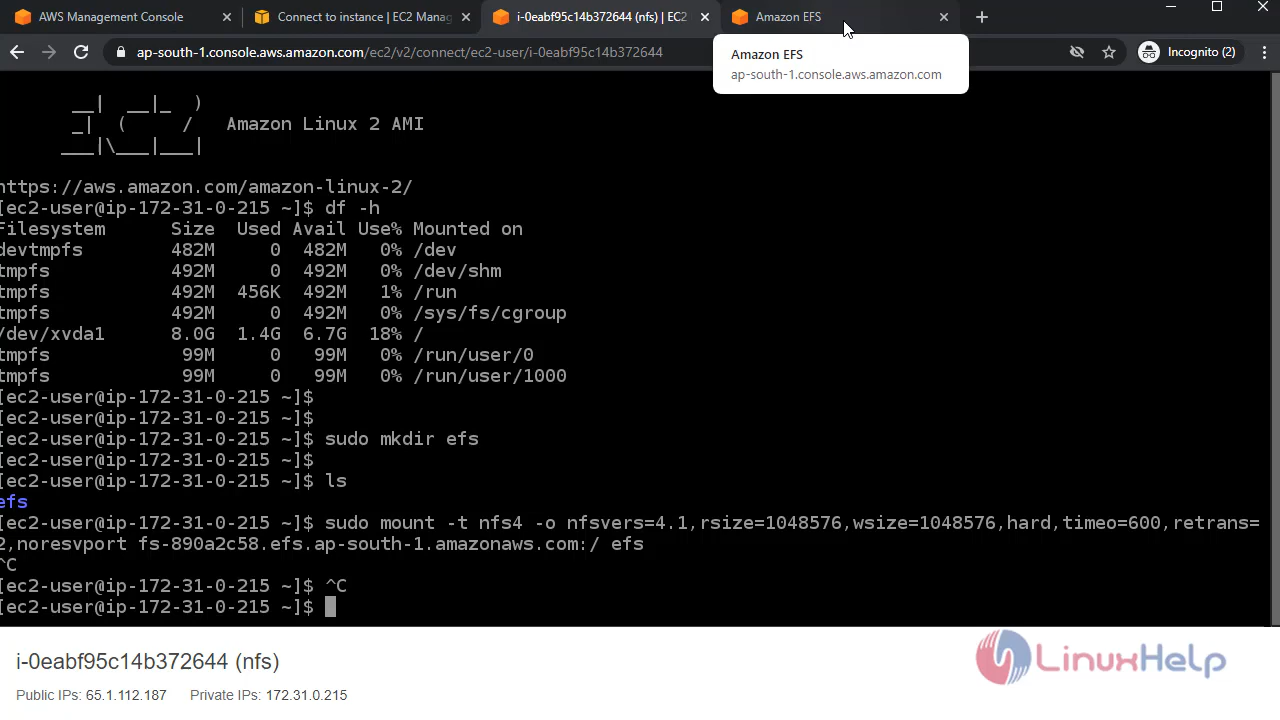 AWS Management Console
Connect to instance | EC2 Manag
i-0eabf95c14b372644 (nfs) | EC2
Amazon EFS
ap-south-1.console.aws.amazon.com/ec2/v2/connect/ec2-user/i-0eabf95c14b372644
Incognito (2)
Amazon EFS
ap-south-1.console.aws.amazon.com
__|  __|_  )
_|  (     /   Amazon Linux 2 AMI
___|\___|___|
https://aws.amazon.com/amazon-linux-2/
[ec2-user@ip-172-31-0-215 ~]$ df -h
Filesystem      Size  Used Avail Use% Mounted on
devtmpfs        482M     0  482M   0% /dev
tmpfs           492M     0  492M   0% /dev/shm
tmpfs           492M  456K  492M   1% /run
tmpfs           492M     0  492M   0% /sys/fs/cgroup
/dev/xvda1      8.0G  1.4G  6.7G  18% /
tmpfs            99M     0   99M   0% /run/user/0
tmpfs            99M     0   99M   0% /run/user/1000
[ec2-user@ip-172-31-0-215 ~]$
[ec2-user@ip-172-31-0-215 ~]$
[ec2-user@ip-172-31-0-215 ~]$ sudo mkdir efs
[ec2-user@ip-172-31-0-215 ~]$
[ec2-user@ip-172-31-0-215 ~]$ ls
efs
[ec2-user@ip-172-31-0-215 ~]$ sudo mount -t nfs4 -o nfsvers=4.1,rsize=1048576,wsize=1048576,hard,timeo=600,retrans=
2,noresvport fs-890a2c58.efs.ap-south-1.amazonaws.com:/ efs
^C
[ec2-user@ip-172-31-0-215 ~]$ ^C
[ec2-user@ip-172-31-0-215 ~]$
i-0eabf95c14b372644 (nfs)
Public IPs: 65.1.112.187 Private IPs: 172.31.0.215
LinuxHelp